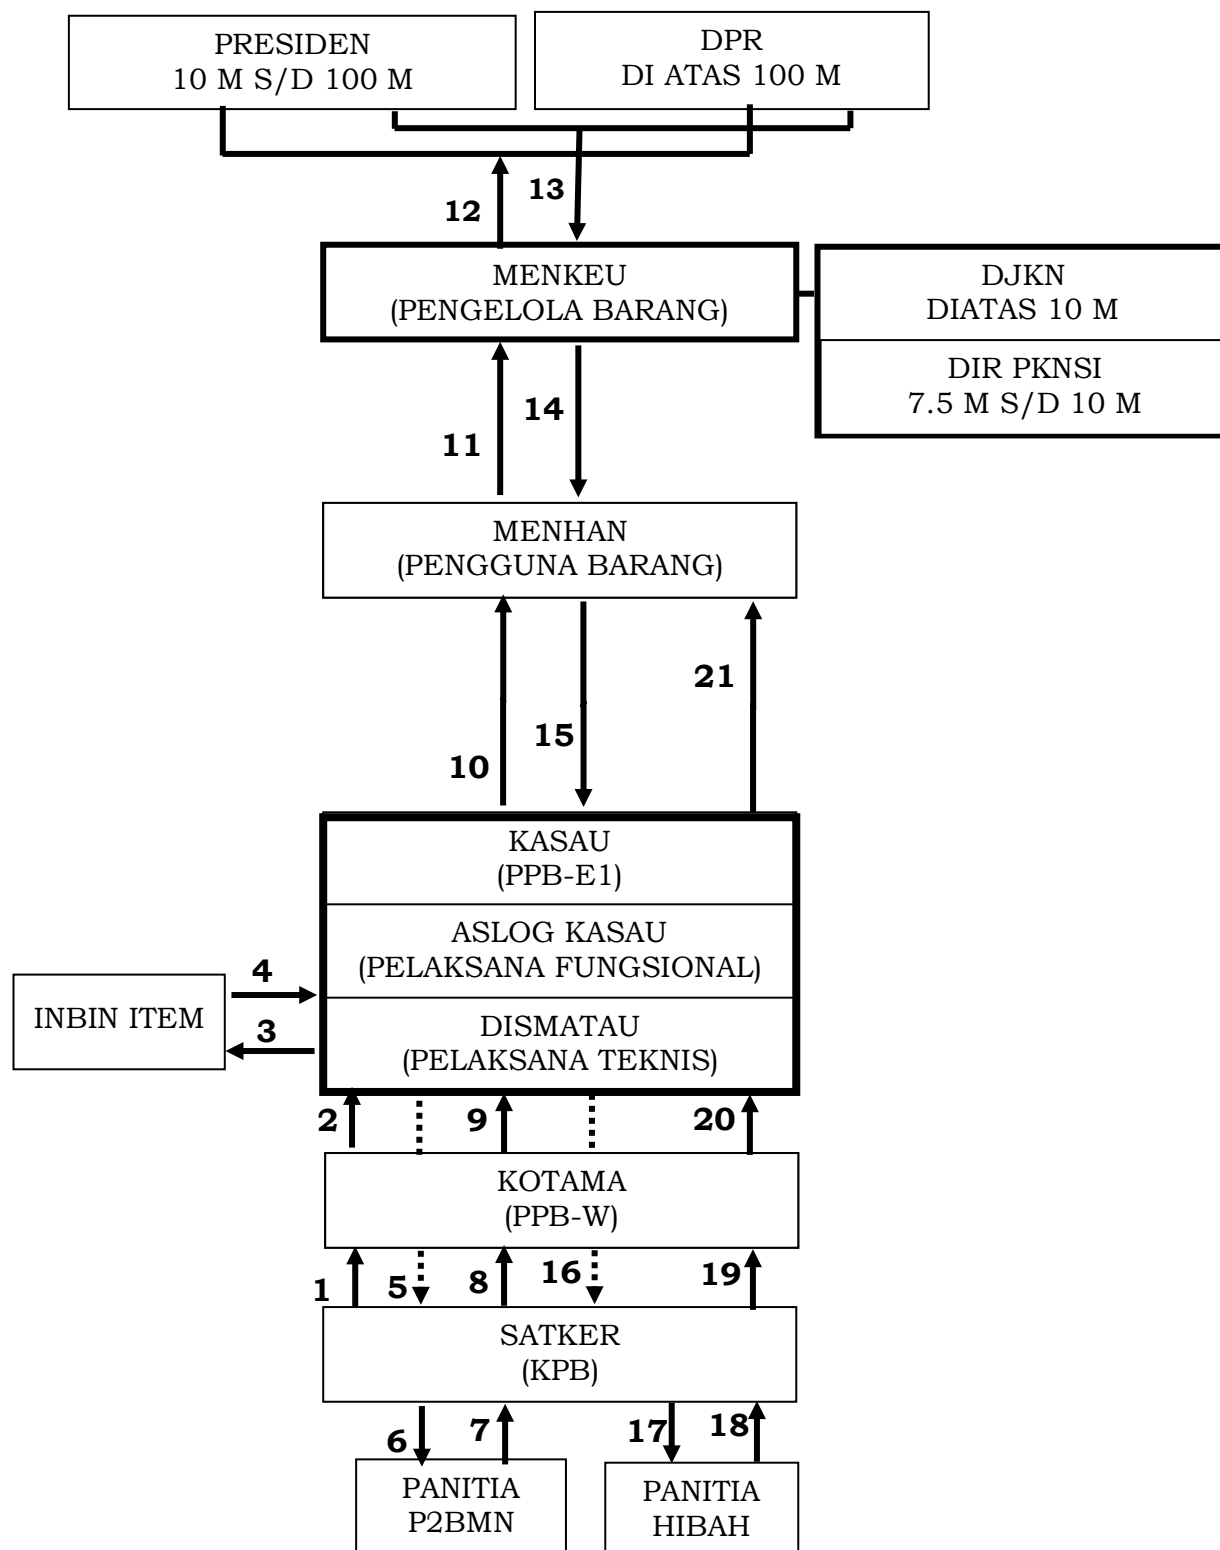 PRESIDEN
10 M S/D 100 M
DPR
DI ATAS 100 M
12
13
MENKEU
(PENGELOLA BARANG)
DJKN
DIATAS 10 M
DIR PKNSI
7.5 M S/D 10 M
11
14
MENHAN
(PENGGUNA BARANG)
10
15
21
KASAU
(PPB-E1)
ASLOG KASAU
(PELAKSANA FUNGSIONAL)
DISMATAU
(PELAKSANA TEKNIS)
INBIN ITEM
4
3
2
9
20
KOTAMA
(PPB-W)
1
5
8
16
19
SATKER
(KPB)
6
7
17
18
PANITIA
P2BMN
PANITIA
HIBAH